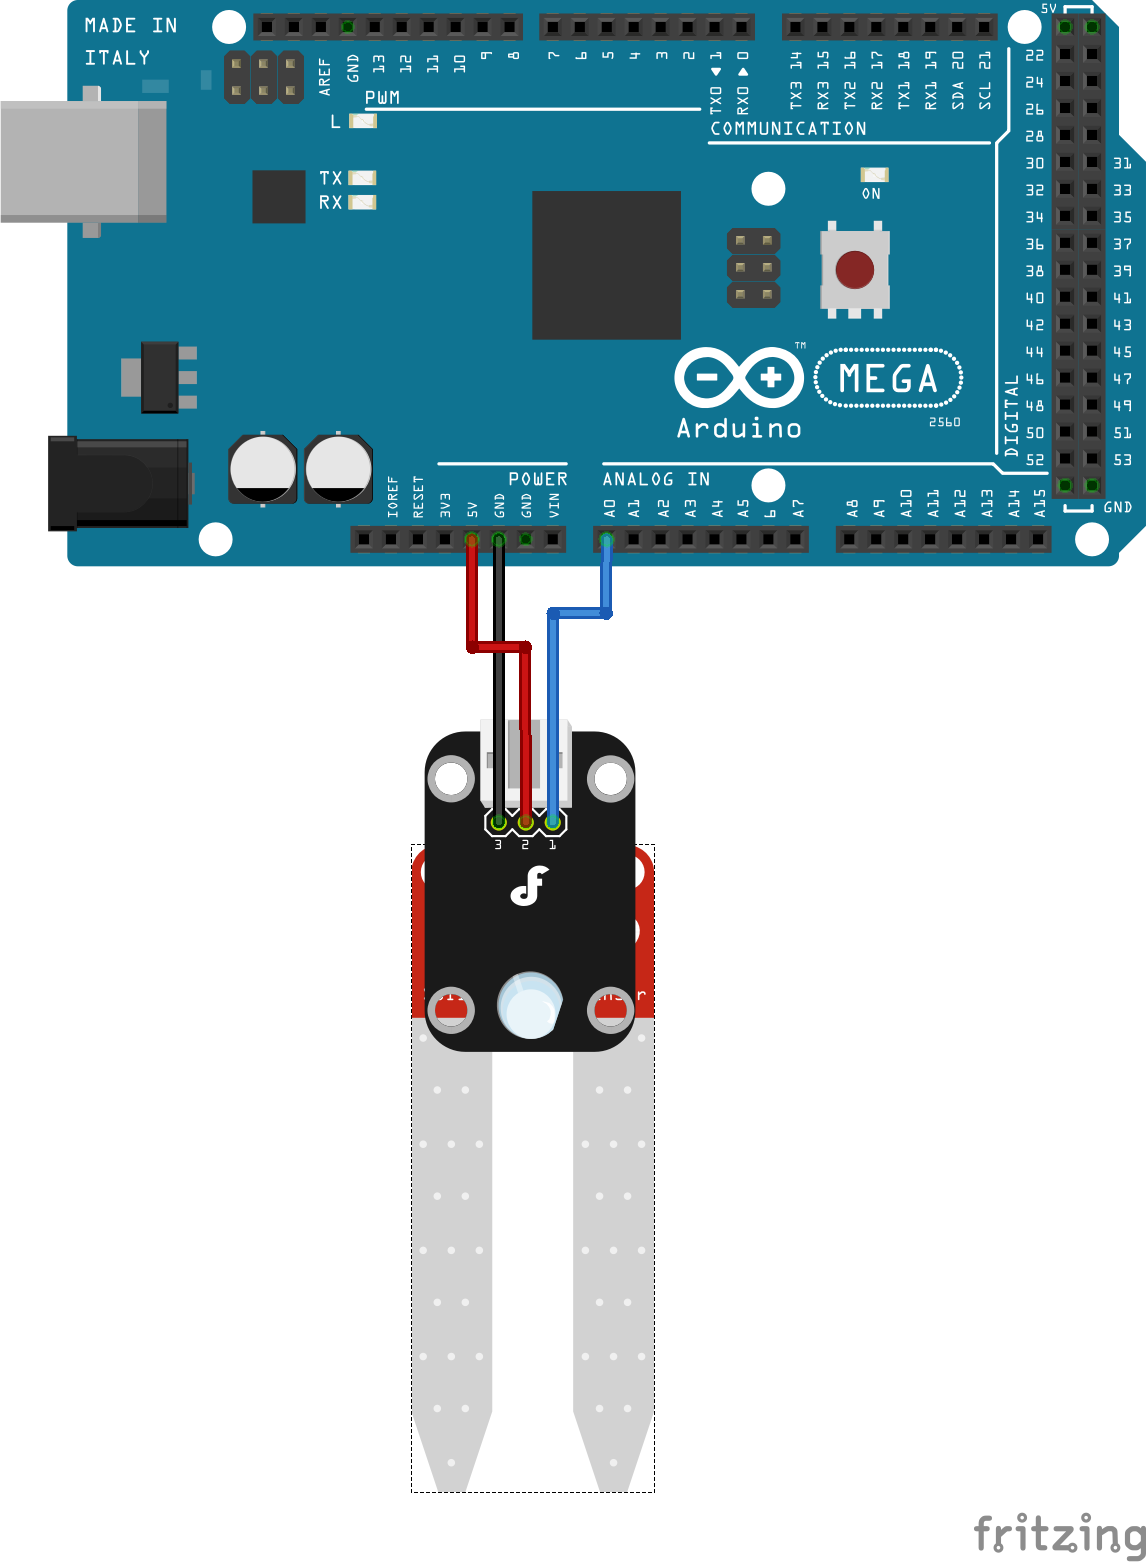 MADE IN
ITALY
AREF
GND
13
12
11
10
9
8
7
6
5
4
3
2
TX0 1
RX0 0
TX3 14
RX3 15
TX2 16
RX2 17
TX1 18
RX1 19
SDA 20
SCL 21
5V
PWM
COMMUNICATION
L
TX
RX
ON
22
24
26
28
30 31
32 33
34 35
36 37
38 39
40 41
42 43
44 45
46 47
48 49
50 51
52 53
DIGITAL
GND
TM
MEGA
2560
Arduino
POWER
ANALOG IN
IOREF
RESET
3V3
5V
GND
GND
VIN
A0
A1
A2
A3
A4
A5
6
A7
A8
A9
A10
A11
A12
A13
A14
A15
3 2 1
fritzing